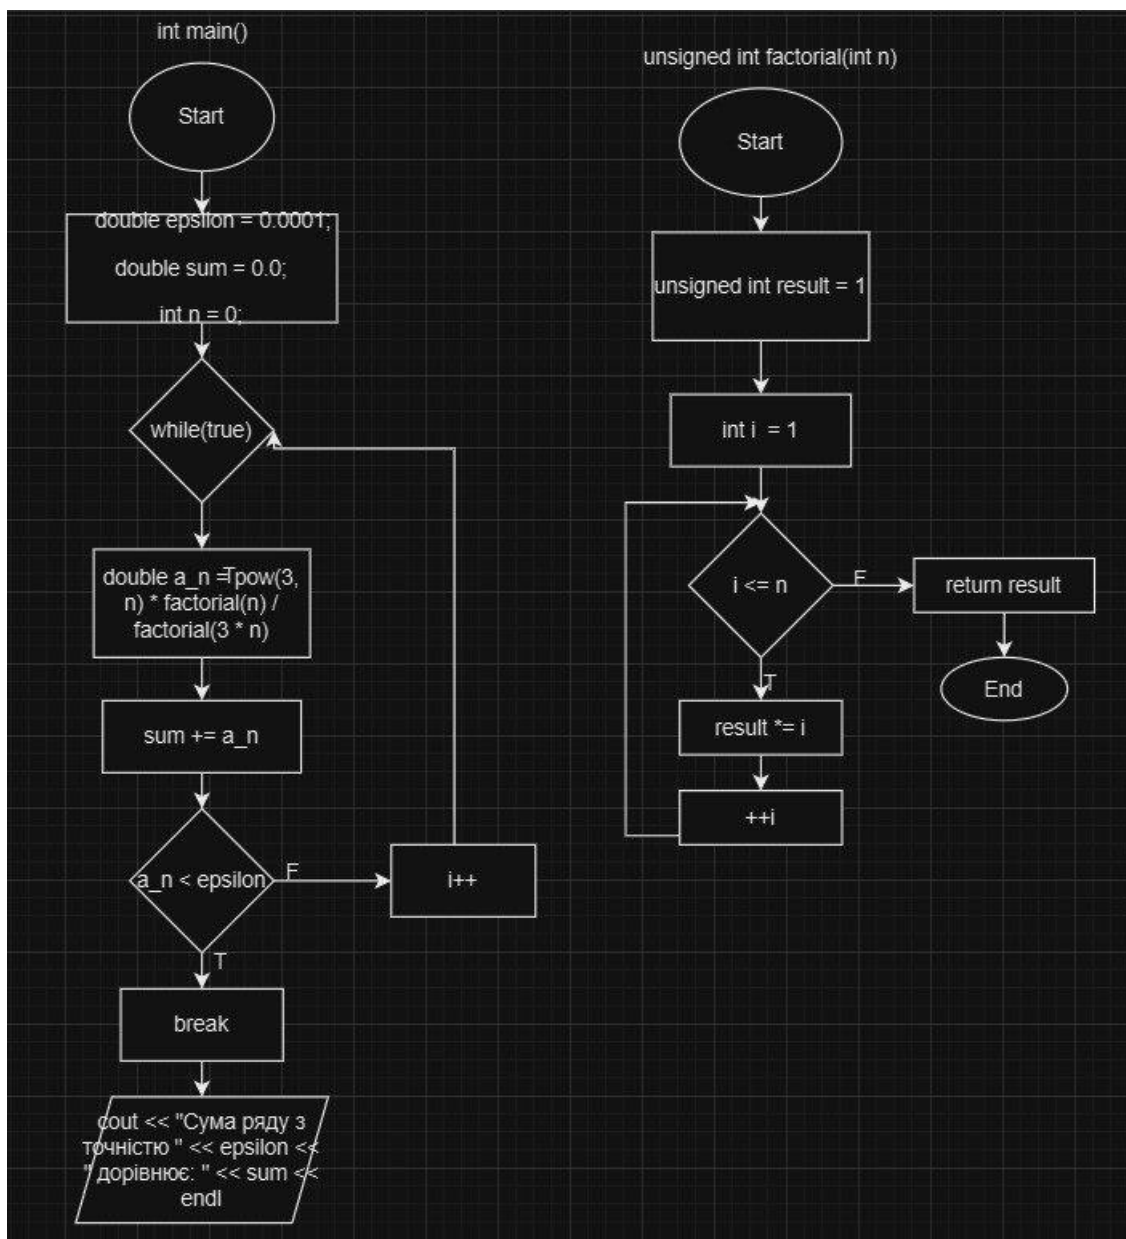 int main()
Start
double epsilon = 0.0001;
double sum = 0.0;
int n = 0;
while(true)
T
double a_n = pow(3,
n) * factorial(n) /
factorial(3 * n)
sum += a_n
a_n < epsilon
F
i++
T
break
cout << "Сума ряду з
точністю " << epsilon <<
" дорівнює: " << sum <<
endl
unsigned int factorial(int n)
Start
unsigned int result = 1
int i = 1
i <= n
F
return result
End
T
result *= i
++i